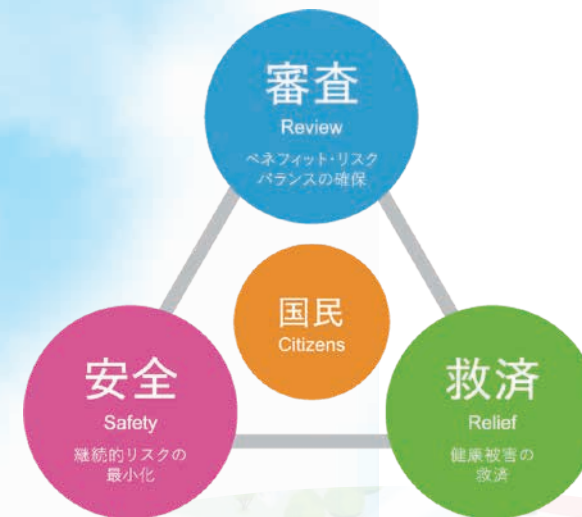 審査
Review
ベネフィット・リスク
バランスの確保
国民
Citizens
安全
Safety
継続的リスクの
最小化
救済
Relief
健康被害の
救済